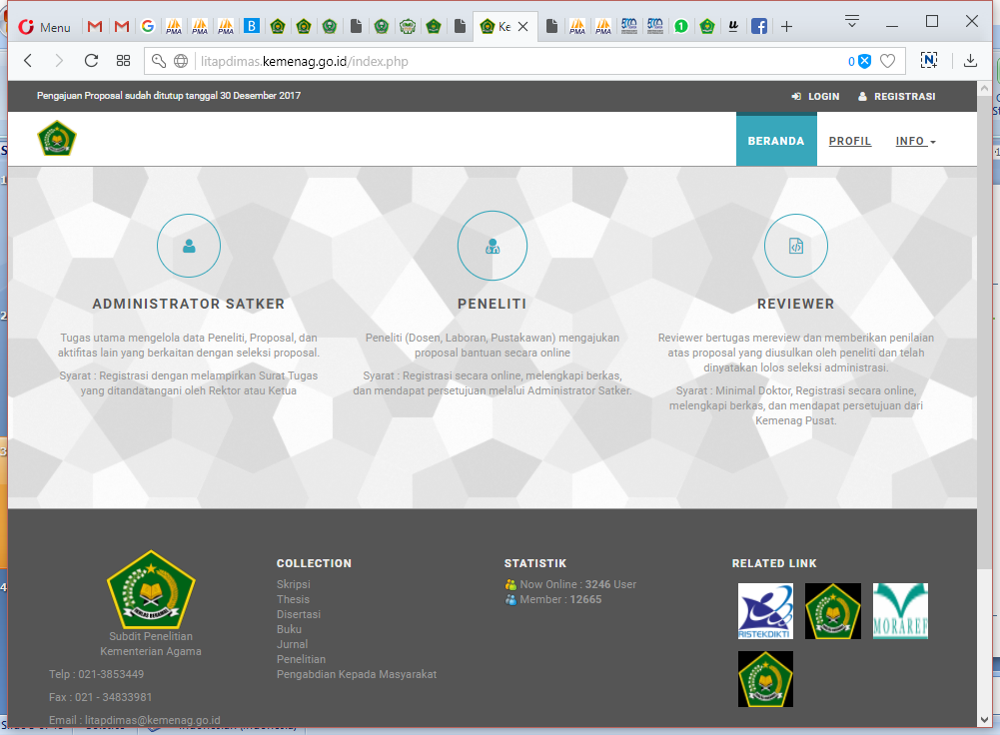 Menu
Ke
litapdimas.kemenag.go.id/index.php
0
Pengajuan Proposal sudah ditutup tanggal 30 Desember 2017
LOGIN
REGISTRASI
BERANDA
PROFIL
INFO
ADMINISTRATOR SATKER
Tugas utama mengelola data Peneliti, Proposal, dan
aktifitas lain yang berkaitan dengan seleksi proposal.
Syarat : Registrasi dengan melampirkan Surat Tugas
yang ditandatangani oleh Rektor atau Ketua
PENELITI
Peneliti (Dosen, Laboran, Pustakawan) mengajukan
proposal bantuan secara online
Syarat : Registrasi secara online, melengkapi berkas,
dan mendapat persetujuan melalui Administrator Satker.
REVIEWER
Reviewer bertugas mereview dan memberikan penilaian
atas proposal yang diusulkan oleh peneliti dan telah
dinyatakan lolos seleksi administrasi.
Syarat : Minimal Doktor, Registrasi secara online,
melengkapi berkas, dan mendapat persetujuan dari
Kemenag Pusat.
Subdit Penelitian
Kementerian Agama
Telp : 021-3853449
Fax : 021 - 34833981
Email : litapdimas@kemenag.go.id
COLLECTION
Skripsi
Thesis
Disertasi
Buku
Jurnal
Penelitian
Pengabdian Kepada Masyarakat
STATISTIK
Now Online : 3246 User
Member : 12665
RELATED LINK
RISTEKDIKTI
MORAREF